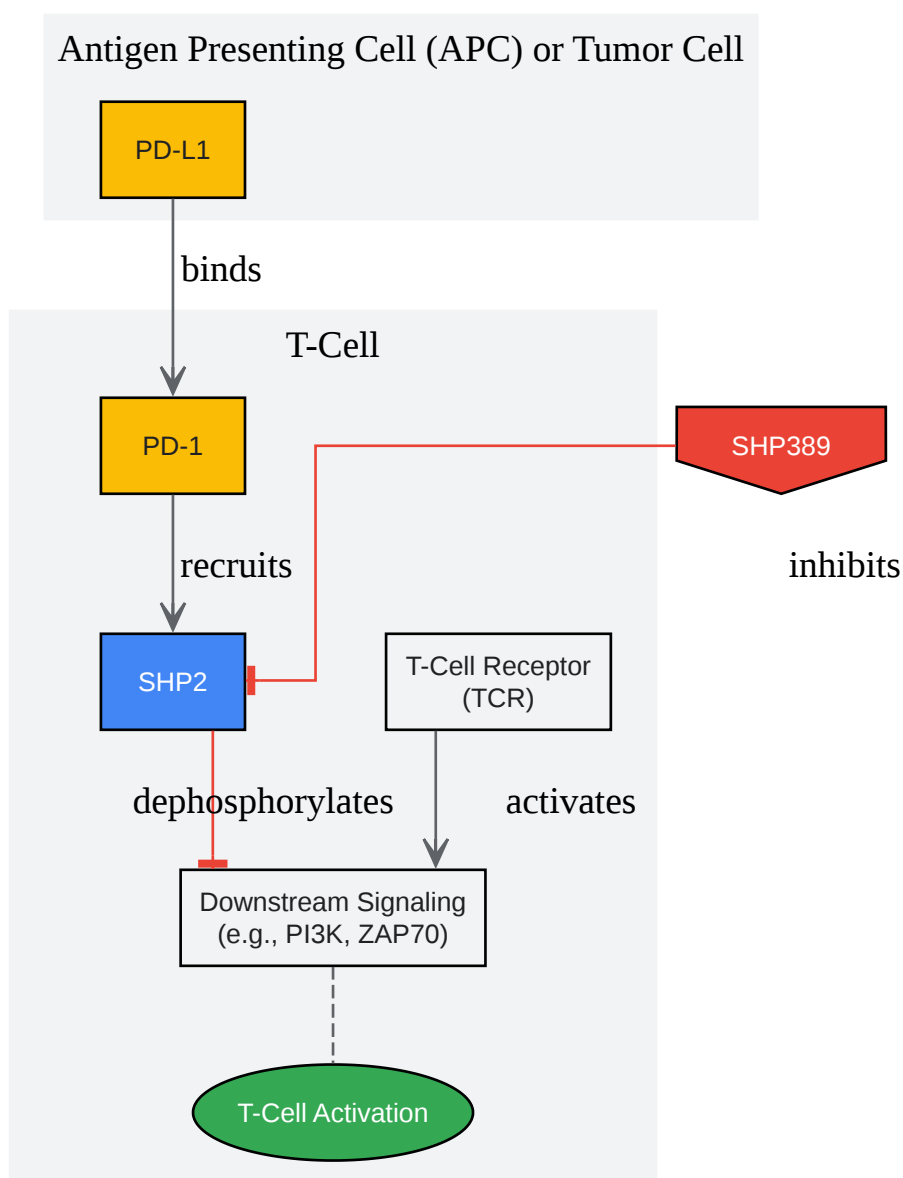 Antigen Presenting Cell (APC) or Tumor Cell
PD-L1
binds
T-Cell
PD-1
SHP389
recruits
inhibits
SHP2
T-Cell Receptor
(TCR)
dephosphorylates
activates
Downstream Signaling
(e.g., PI3K, ZAP70)
T-Cell Activation